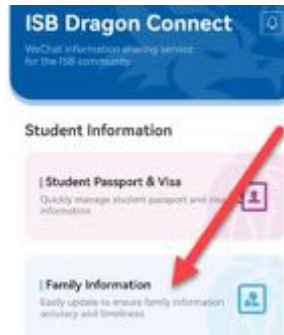 ISB Dragon Connect
WeChat information sharing service
for the ISB community
Student Information
Student Passport & Visa
Quickly manage student passport and visa
information
Family Information
Easily update to ensure family information
accuracy and timeliness